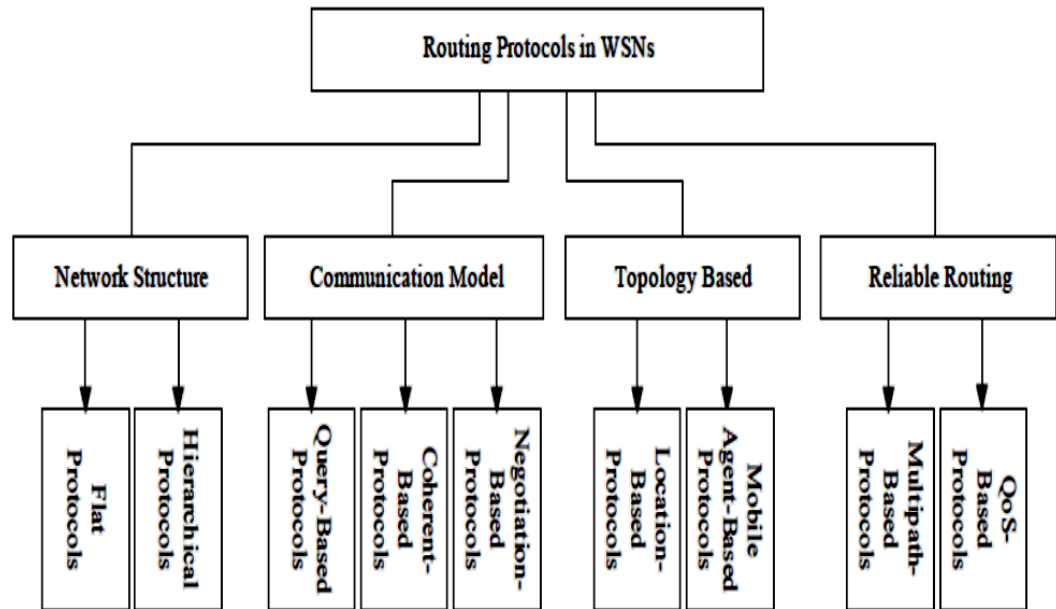 Routing Protocols in WSNs
Network Structure
Communication Model
Topology Based
Reliable Routing
Flat
Protocols
Hierarchical
Protocols
Query-Based
Protocols
Coherent-
Based
Protocols
Negotiation-
Based
Protocols
Location-
Based
Protocols
Mobile
Agent-Based
Protocols
Multipath-
Based
Protocols
QoS-
Based
Protocols